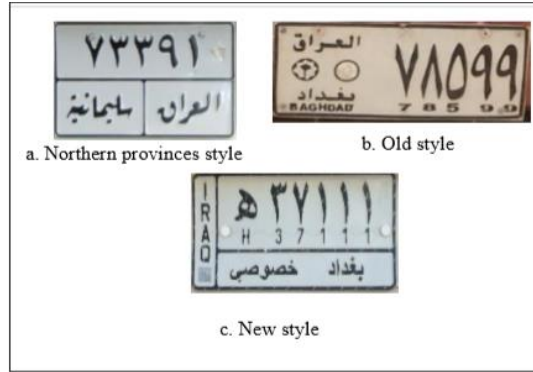 ٧٣٣٩١
العراق سليمانية
a. Northern provinces style
العراق
٧٨٥٩٩
بغداد
BAGHDAD 7 8 5 9 9
b. Old style
IRAQ
ھ ٣٧١١١
H 3 7 1 1 1
بغداد خصوصي
c. New style